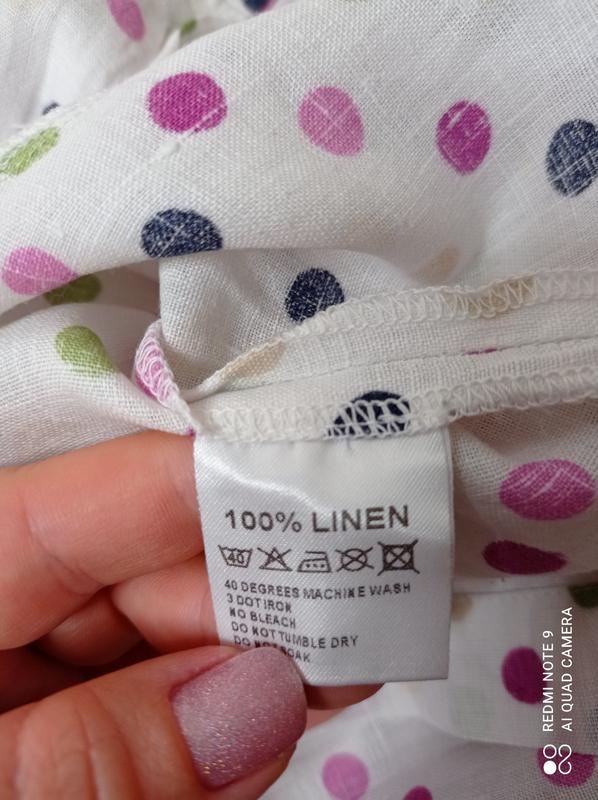 100% LINEN
40
40 DEGREES MACHINE WASH
3 DOT IRON
NO BLEACH
DO NOT TUMBLE DRY
DO NOT SOAK
REDMI NOTE 9
AI QUAD CAMERA